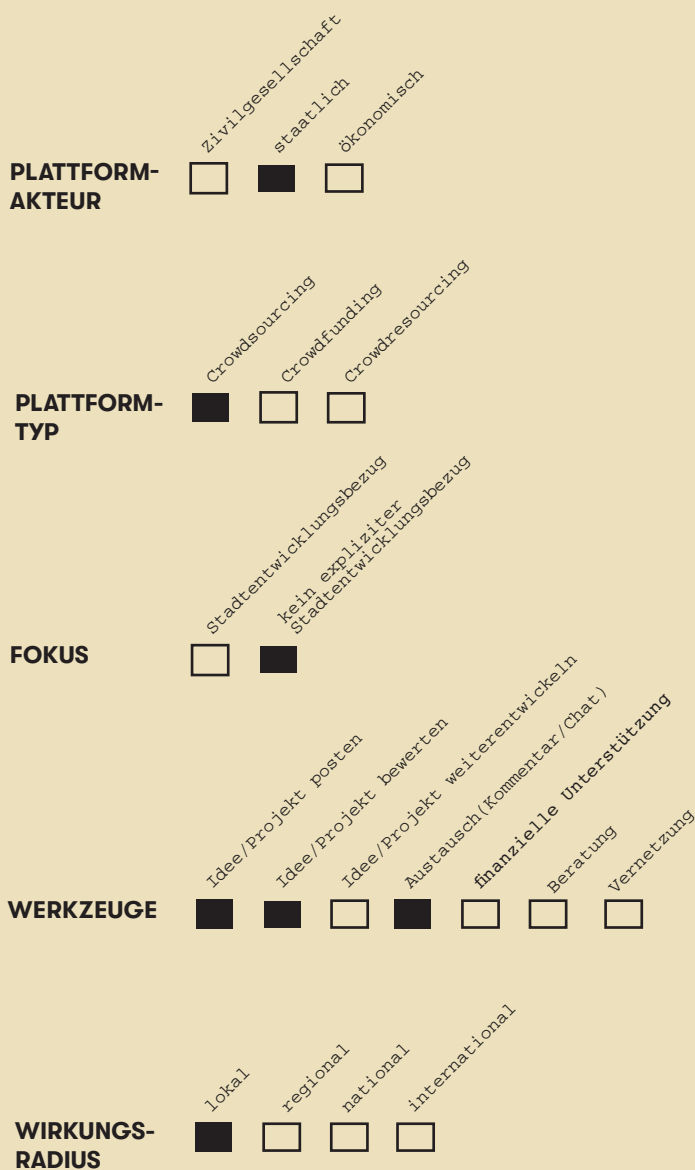 Zivilgesellschaft
staatlich
ökonomisch
PLATTFORM-
AKTEUR
Crowdsourcing
Crowdfunding
Crowdresourcing
PLATTFORM-
TYP
Stadtentwicklungsbezug
kein expliziter
Stadtentwicklungsbezug
FOKUS
Idee/Projekt posten
Idee/Projekt bewerten
Idee/Projekt weiterentwickeln
Austausch(Kommentar/Chat)
finanzielle Unterstützung
Beratung
Vernetzung
WERKZEUGE
lokal
regional
national
international
WIRKUNGS-
RADIUS